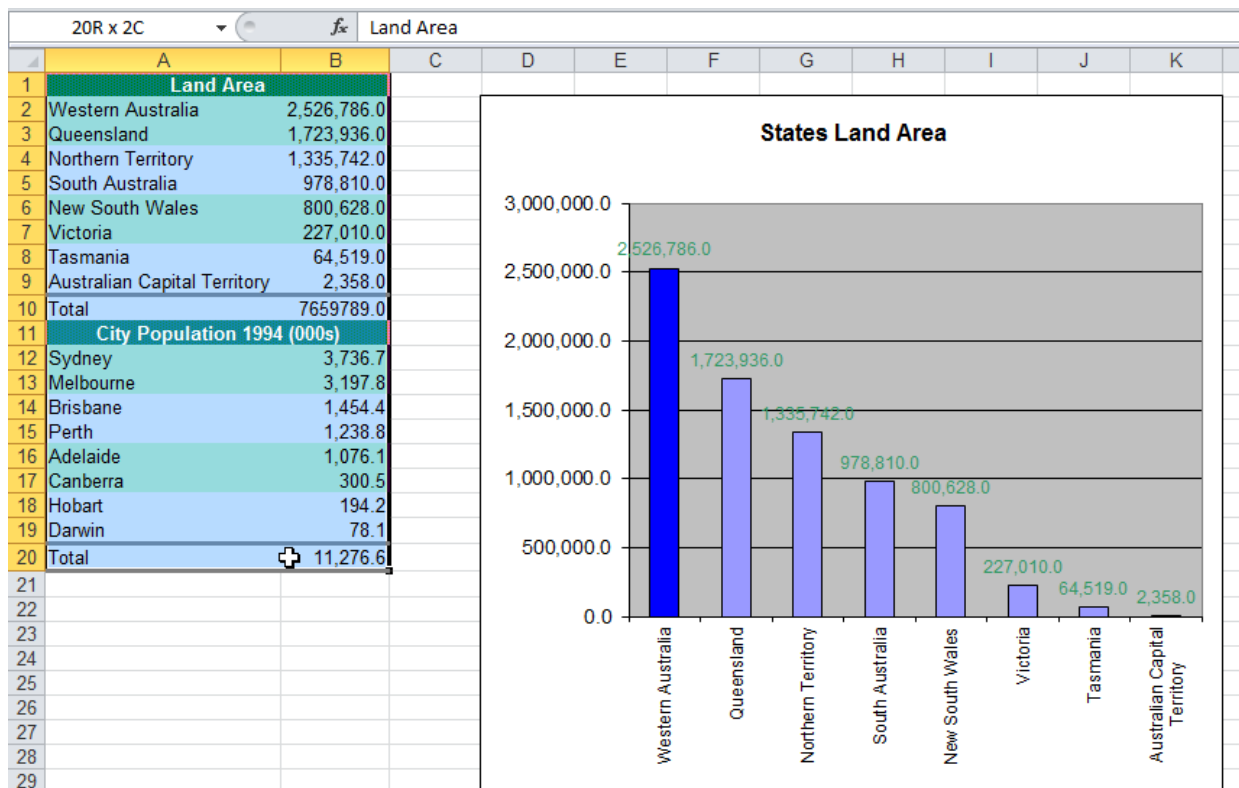 20R x 2C fx Land Area
A B C D E F G H I J K
1 Land Area
2 Western Australia 2,526,786.0
3 Queensland 1,723,936.0
4 Northern Territory 1,335,742.0
5 South Australia 978,810.0
6 New South Wales 800,628.0
7 Victoria 227,010.0
8 Tasmania 64,519.0
9 Australian Capital Territory 2,358.0
10 Total 7659789.0
11 City Population 1994 (000s)
12 Sydney 3,736.7
13 Melbourne 3,197.8
14 Brisbane 1,454.4
15 Perth 1,238.8
16 Adelaide 1,076.1
17 Canberra 300.5
18 Hobart 194.2
19 Darwin 78.1
20 Total 11,276.6
21
22
23
24
25
26
27
28
29
States Land Area
3,000,000.0
2,500,000.0
2,000,000.0
1,500,000.0
1,000,000.0
500,000.0
0.0
2,526,786.0
1,723,936.0
1,335,742.0
978,810.0
800,628.0
227,010.0
64,519.0
2,358.0
Western Australia
Queensland
Northern Territory
South Australia
New South Wales
Victoria
Tasmania
Australian Capital
Territory